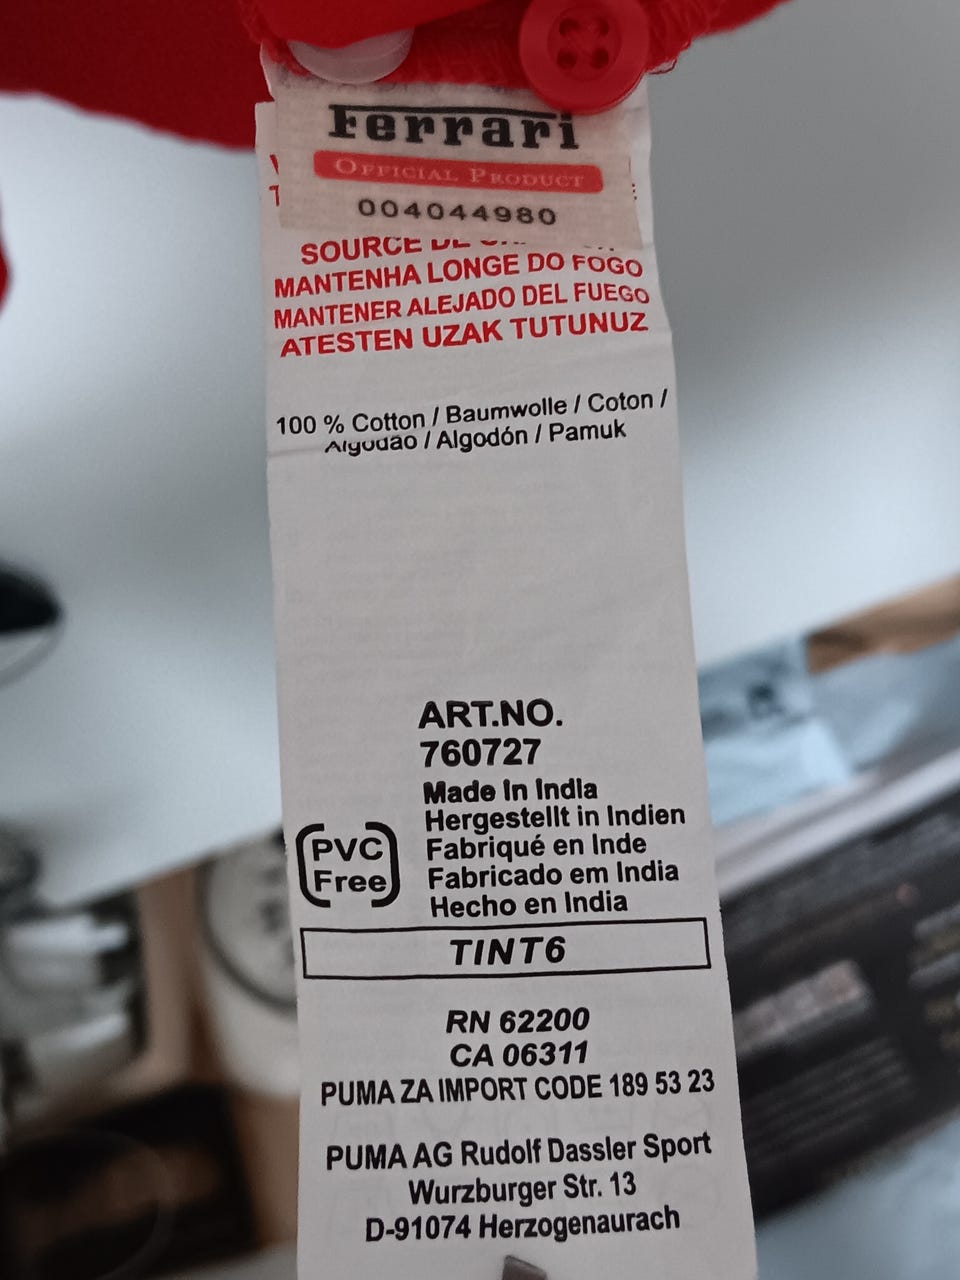 Ferrari
OFFICIAL PRODUCT
004044980
SOURCE DE
MANTENHA LONGE DO FOGO
MANTENER ALEJADO DEL FUEGO
ATESTEN UZAK TUTUNUZ
100 % Cotton / Baumwolle / Coton /
Algodao / Algodón / Pamuk
ART.NO.
760727
Made In India
Hergestellt in Indien
Fabriqué en Inde
Fabricado em India
Hecho en India
PVC
Free
TINT6
RN 62200
CA 06311
PUMA ZA IMPORT CODE 189 53 23
PUMA AG Rudolf Dassler Sport
Wurzburger Str. 13
D-91074 Herzogenaurach